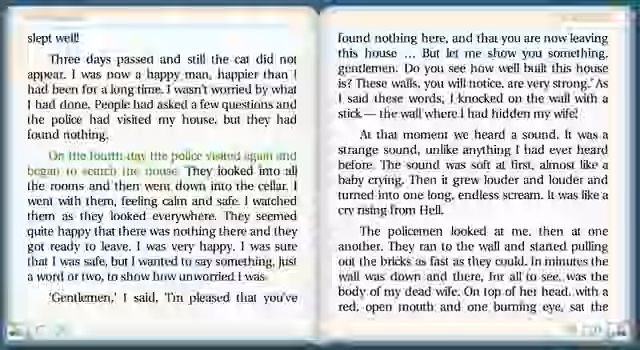 slept well!
Three days passed and still the cat did not
appear. I was now a happy man, happier than I
had been for a long time. I wasn't worried by what
I had done. People had asked a few questions and
the police had visited my house, but they had
found nothing.
On the fourth day the police visited again and
began to search the house. They looked into all
the rooms and then went down into the cellar. I
went with them, feeling calm and safe. I watched
them as they looked everywhere. They seemed
quite happy that there was nothing there and they
got ready to leave. I was very happy. I was sure
that I was safe, but I wanted to say something, just
a word or two, to show how unworried I was.
'Gentlemen,' I said, 'I'm pleased that you've
found nothing here, and that you are now leaving
this house … But let me show you something,
gentlemen. Do you see how well built this house
is? These walls, you will notice, are very strong.' As
I said these words, I knocked on the wall with a
stick — the wall where I had hidden my wife!
At that moment we heard a sound. It was a
strange sound, unlike anything I had ever heard
before. The sound was soft at first, almost like a
baby crying. Then it grew louder and louder and
turned into one long, endless scream. It was like a
cry rising from Hell.
The policemen looked at me, then at one
another. They ran to the wall and started pulling
out the bricks as fast as they could. In minutes the
wall was down and there, for all to see, was the
body of my dead wife. On top of her head, with a
red, open mouth and one burning eye, sat the